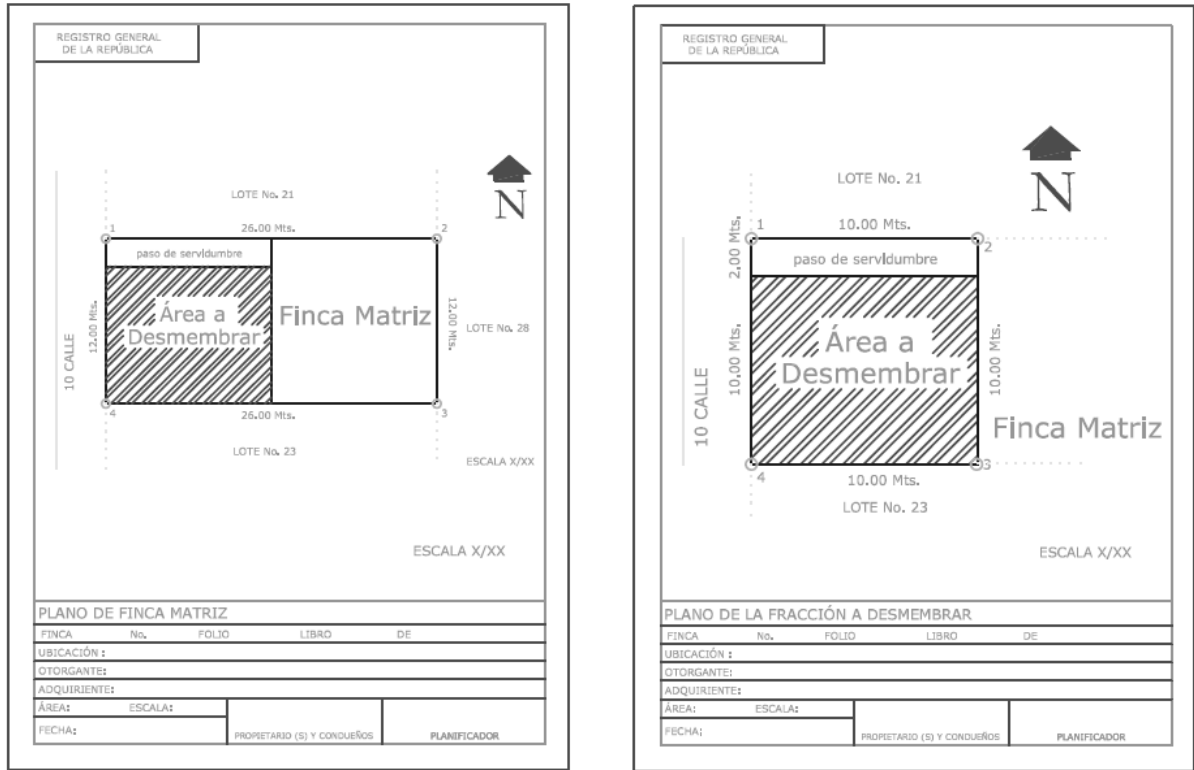 REGISTRO GENERAL
DE LA REPÚBLICA
N
LOTE No. 21
26.00 Mts.
1
2
paso de servidumbre
Área a
Desmembrar
Finca Matriz
12.00 Mts.
12.00 Mts.
LOTE No. 28
10 CALLE
4
3
26.00 Mts.
LOTE No. 23
ESCALA X/XX
ESCALA X/XX
PLANO DE FINCA MATRIZ
FINCA No. FOLIO LIBRO DE
UBICACIÓN :
OTORGANTE:
ADQUIRIENTE:
ÁREA: ESCALA:
FECHA:
PROPIETARIO (S) Y CONDUEÑOS
PLANIFICADOR
REGISTRO GENERAL
DE LA REPÚBLICA
N
LOTE No. 21
1
10.00 Mts.
2
2.00 Mts.
paso de servidumbre
Área a
Desmembrar
10.00 Mts.
10.00 Mts.
10 CALLE
Finca Matriz
4
3
10.00 Mts.
LOTE No. 23
ESCALA X/XX
PLANO DE LA FRACCIÓN A DESMEMBRAR
FINCA No. FOLIO LIBRO DE
UBICACIÓN :
OTORGANTE:
ADQUIRIENTE:
ÁREA: ESCALA:
FECHA;
PROPIETARIO (S) Y CONDUEÑOS
PLANIFICADOR